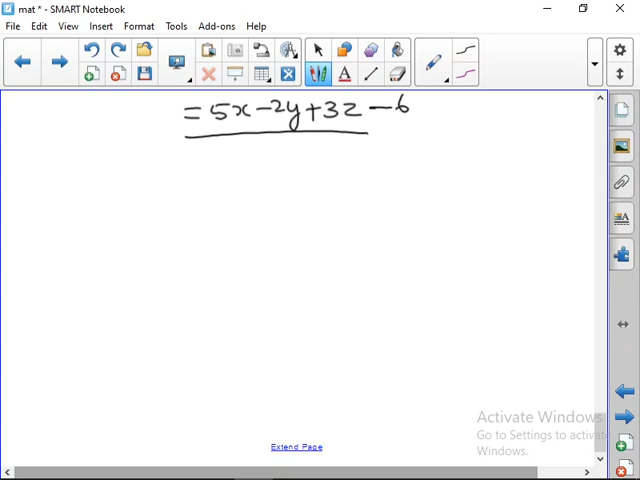 mat * - SMART Notebook
File Edit View Insert Format Tools Add-ons Help
= 5x - 2y + 3z - 6
Extend Page
Activate Windows
Go to Settings to activate
Windows.